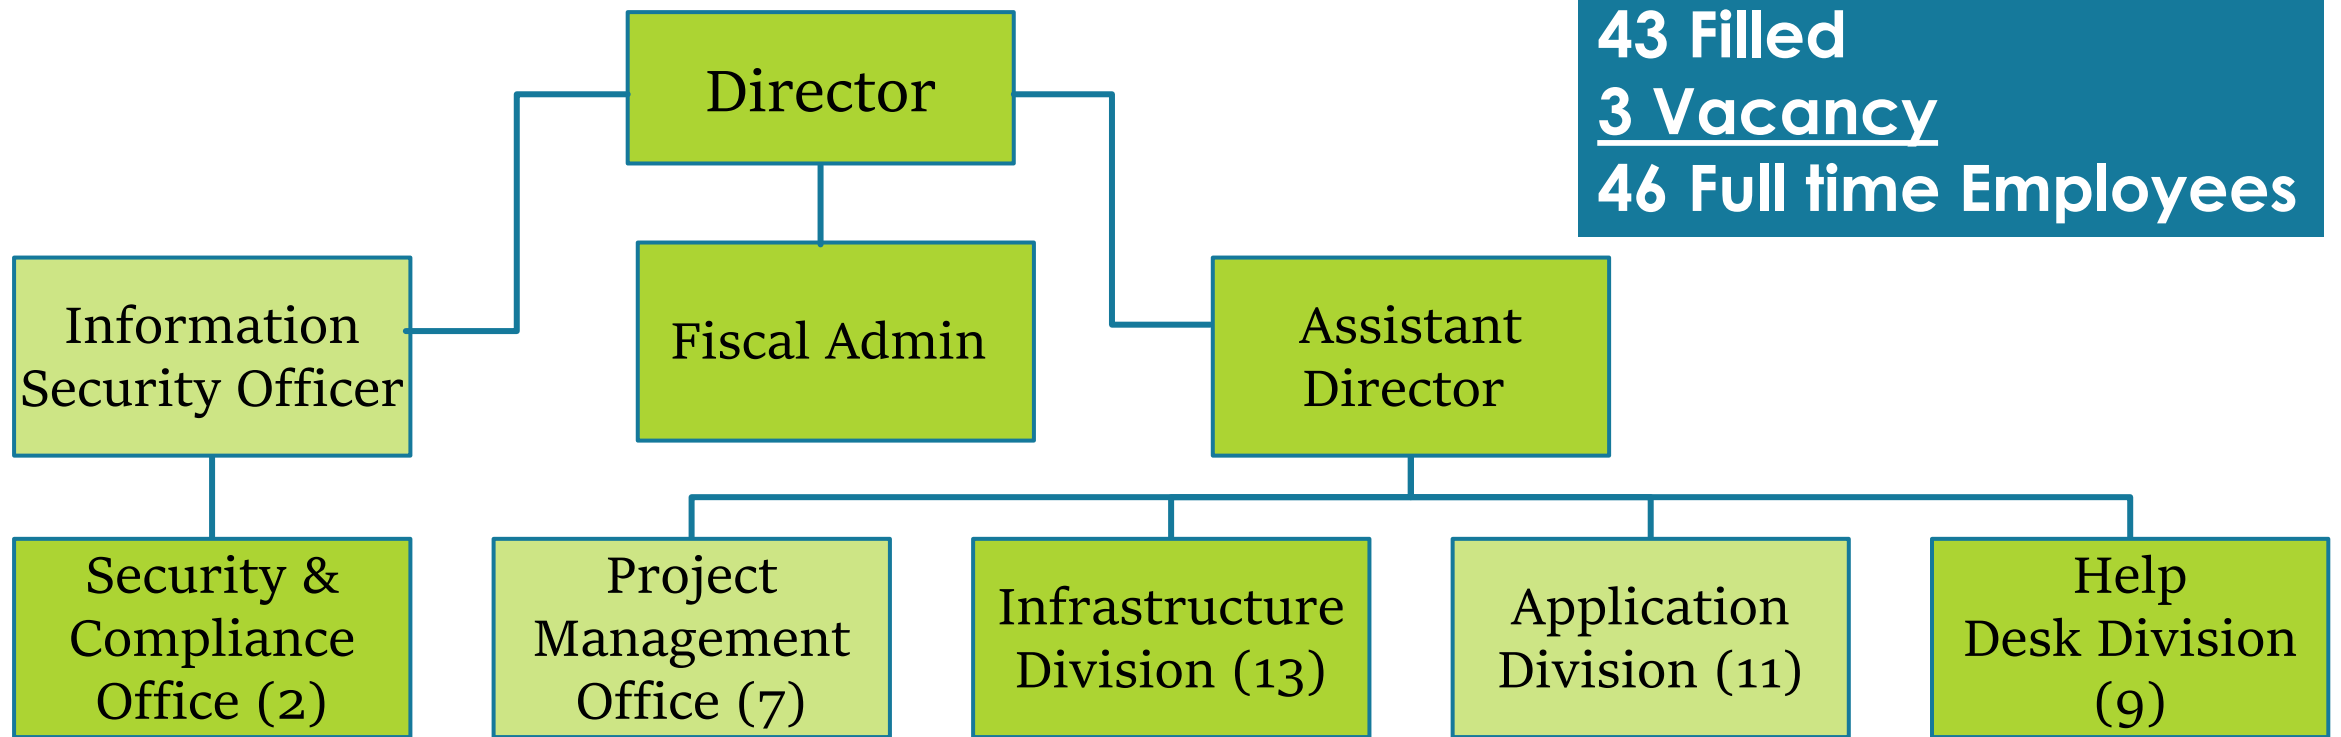 Director
43 Filled
3 Vacancy
46 Full time Employees
Information
Security Officer
Fiscal Admin
Assistant
Director
Security &
Compliance
Office (2)
Project
Management
Office (7)
Infrastructure
Division (13)
Application
Division (11)
Help
Desk Division
(9)